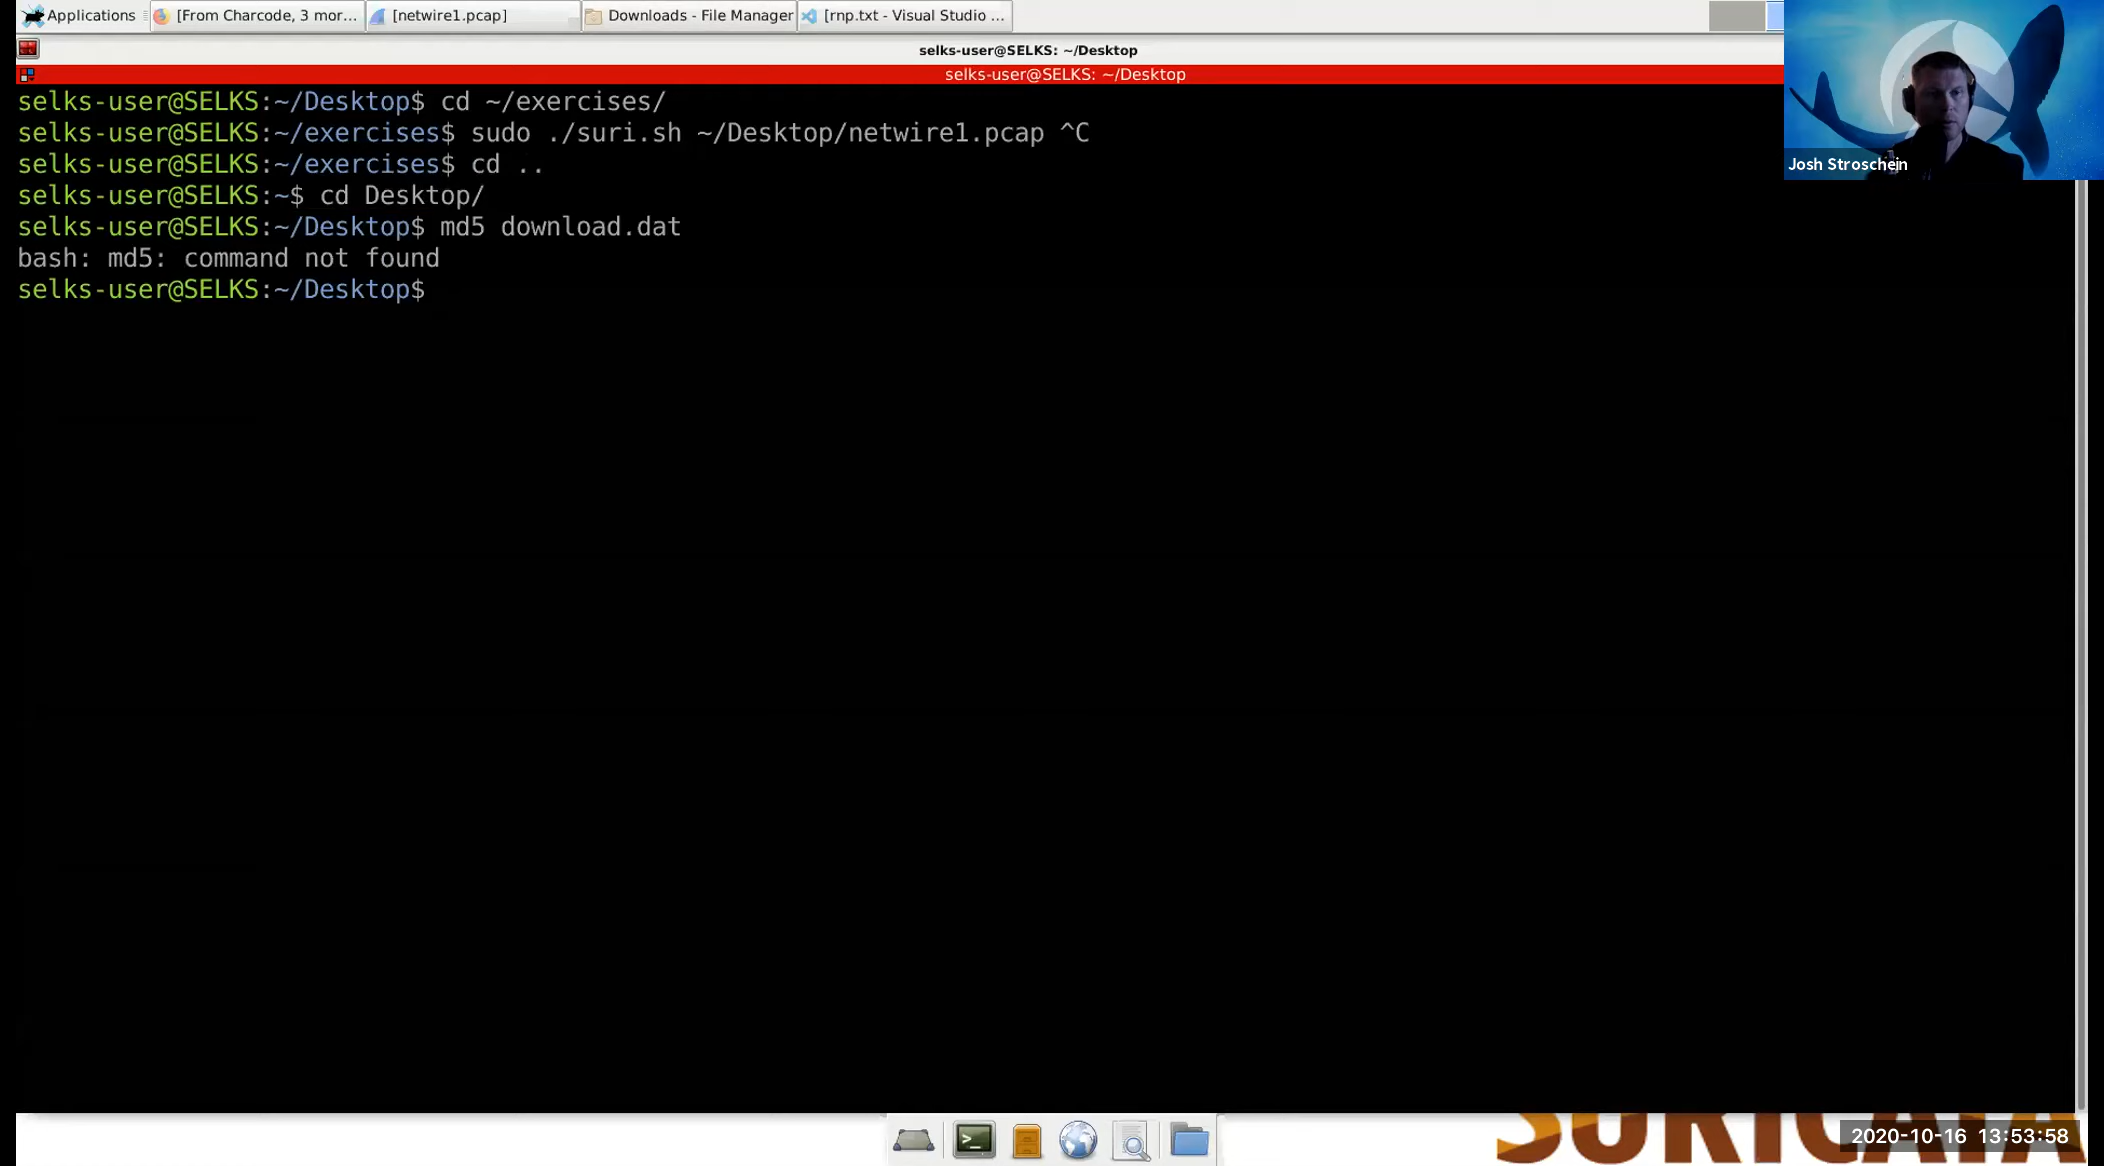 Applications
[From Charcode, 3 mor...
[netwire1.pcap]
Downloads - File Manager
[rnp.txt - Visual Studio ...
selks-user@SELKS: ~/Desktop
selks-user@SELKS: ~/Desktop
selks-user@SELKS:~/Desktop$ cd ~/exercises/
selks-user@SELKS:~/exercises$ sudo ./suri.sh ~/Desktop/netwire1.pcap ^C
selks-user@SELKS:~/exercises$ cd ..
selks-user@SELKS:~$ cd Desktop/
selks-user@SELKS:~/Desktop$ md5 download.dat
bash: md5: command not found
selks-user@SELKS:~/Desktop$
Josh Stroschein
SURICATA
2020-10-16 13:53:58